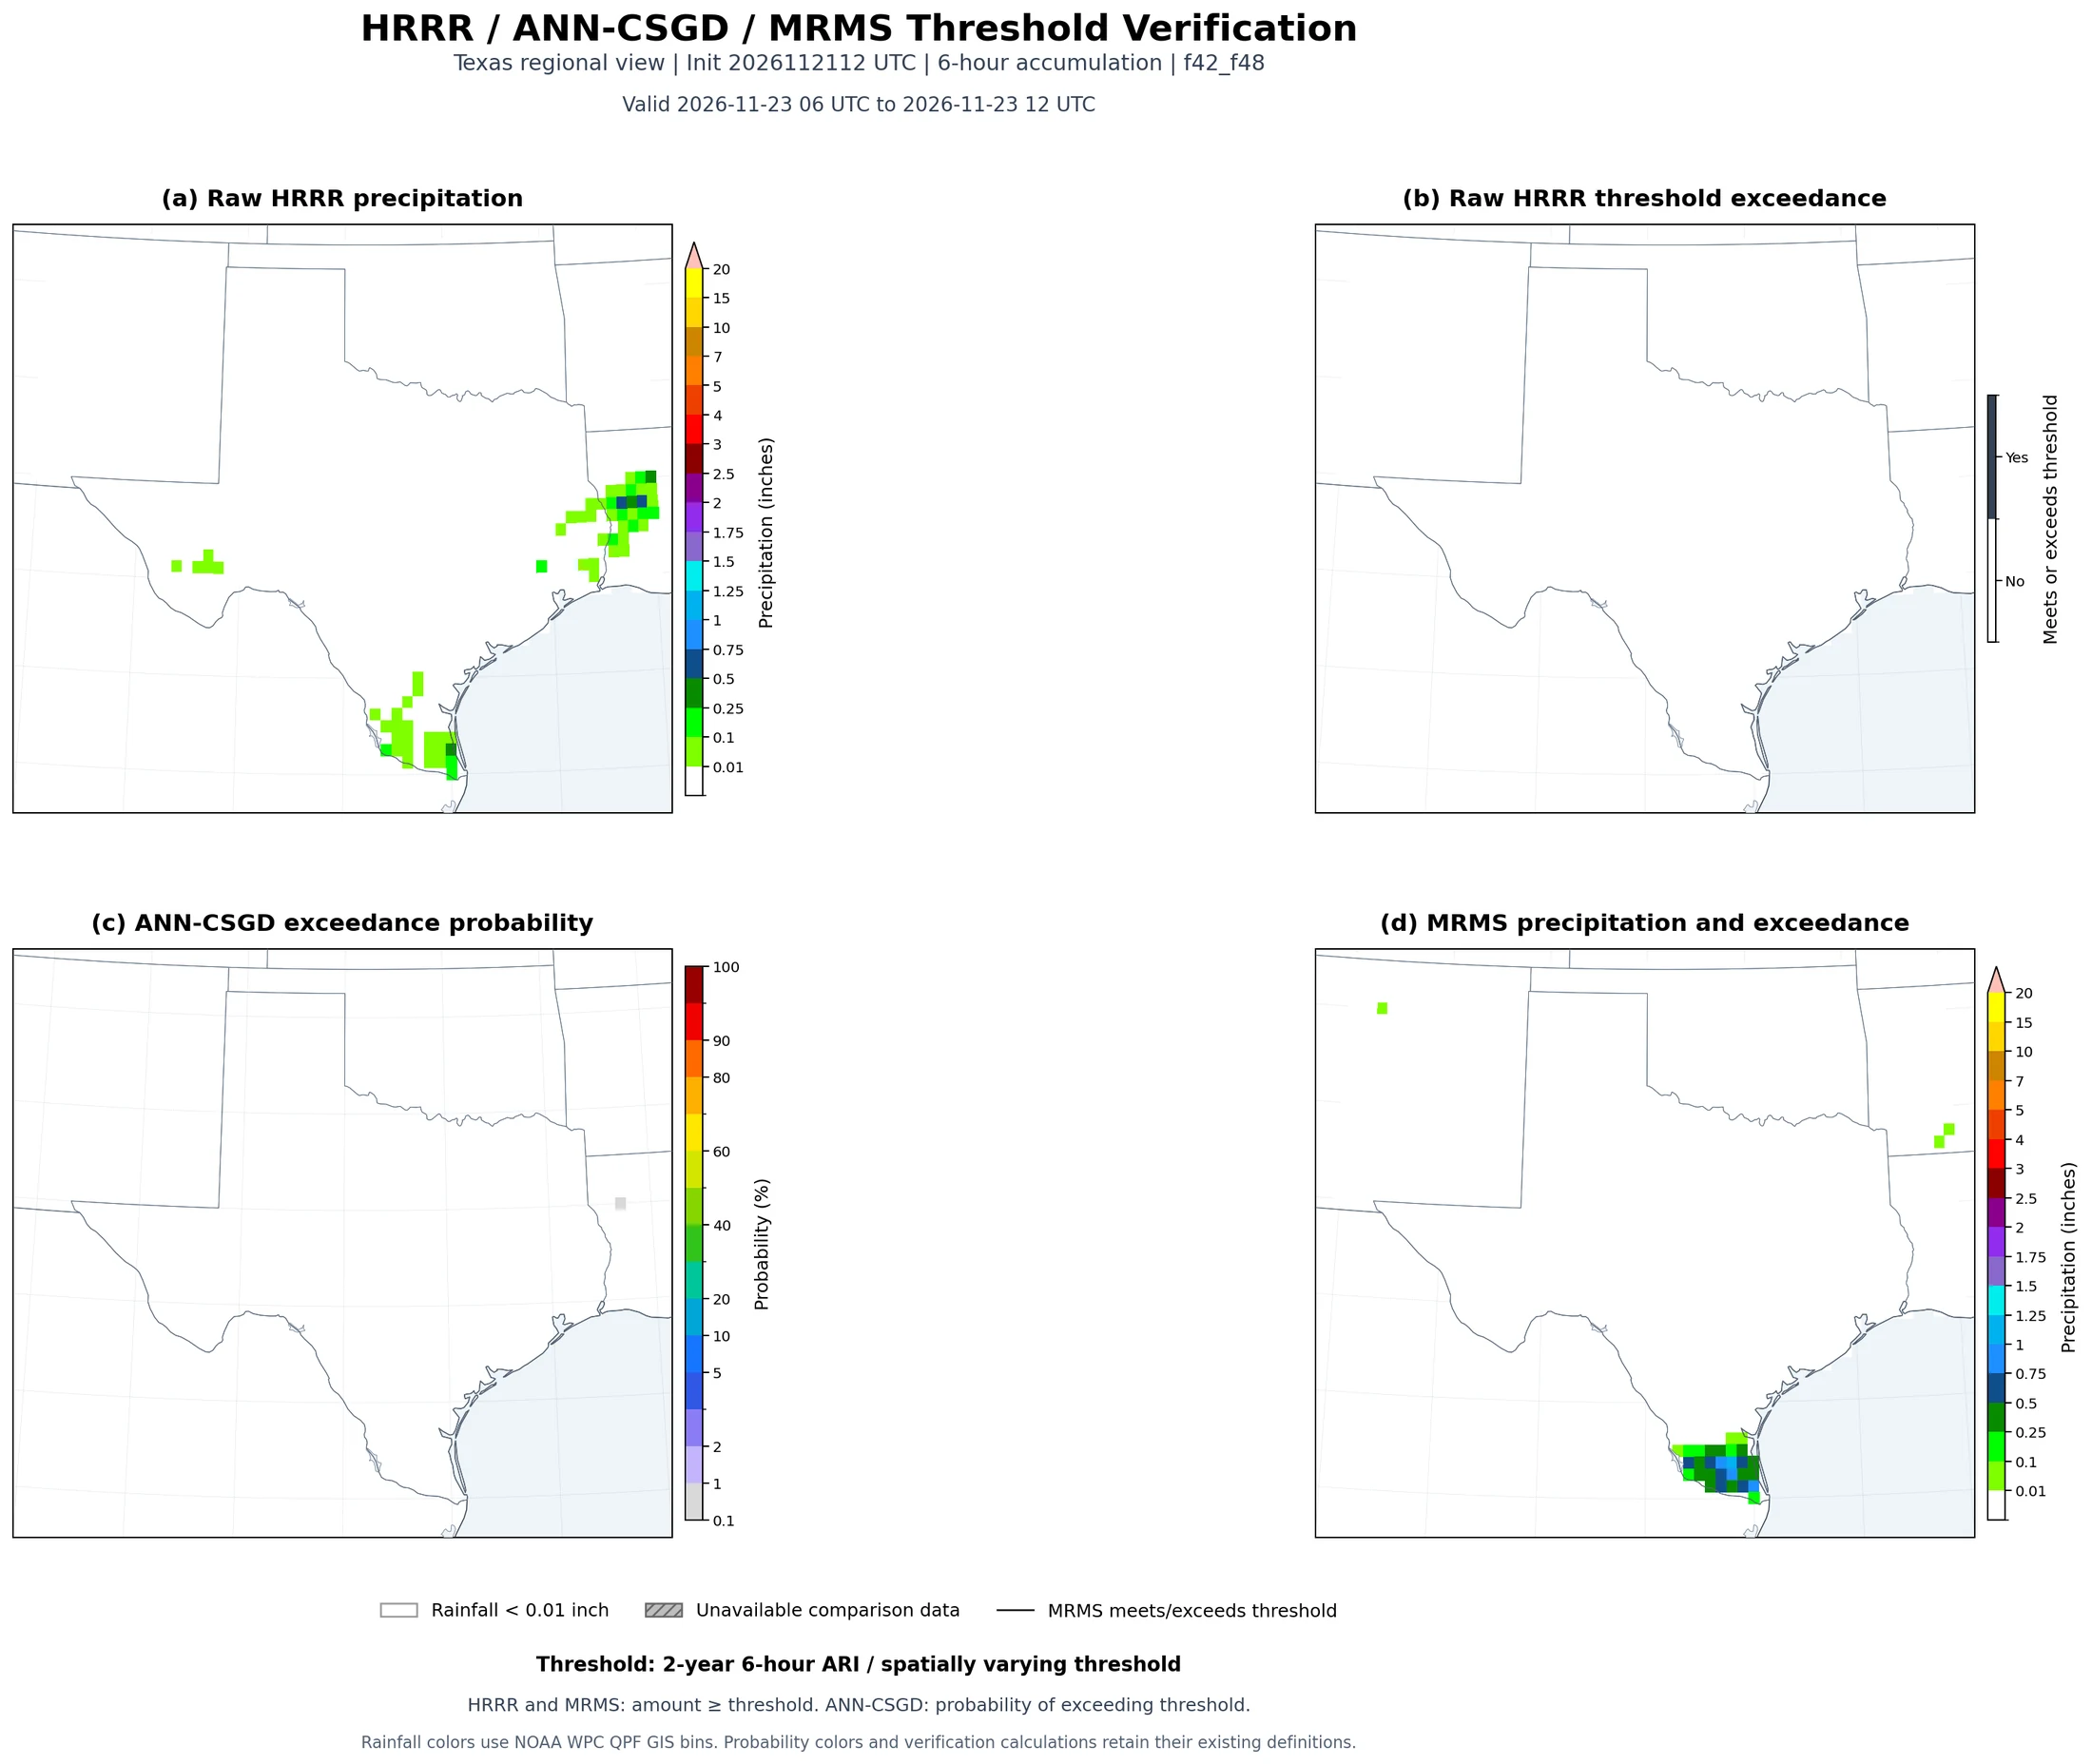 HRRR / ANN-CSGD / MRMS Threshold Verification
Texas regional view | Init 2026112112 UTC | 6-hour accumulation | f42_f48
Valid 2026-11-23 06 UTC to 2026-11-23 12 UTC
(a) Raw HRRR precipitation
20
15
10
7
5
4
3
2.5
2
1.75
1.5
1.25
1
0.75
0.5
0.25
0.1
0.01
Precipitation (inches)
(b) Raw HRRR threshold exceedance
Yes
No
Meets or exceeds threshold
(c) ANN-CSGD exceedance probability
100
90
80
60
40
20
10
5
2
1
0.1
Probability (%)
(d) MRMS precipitation and exceedance
20
15
10
7
5
4
3
2.5
2
1.75
1.5
1.25
1
0.75
0.5
0.25
0.1
0.01
Precipitation (inches)
Rainfall < 0.01 inch
Unavailable comparison data
MRMS meets/exceeds threshold
Threshold: 2-year 6-hour ARI / spatially varying threshold
HRRR and MRMS: amount ≥ threshold. ANN-CSGD: probability of exceeding threshold.
Rainfall colors use NOAA WPC QPF GIS bins. Probability colors and verification calculations retain their existing definitions.